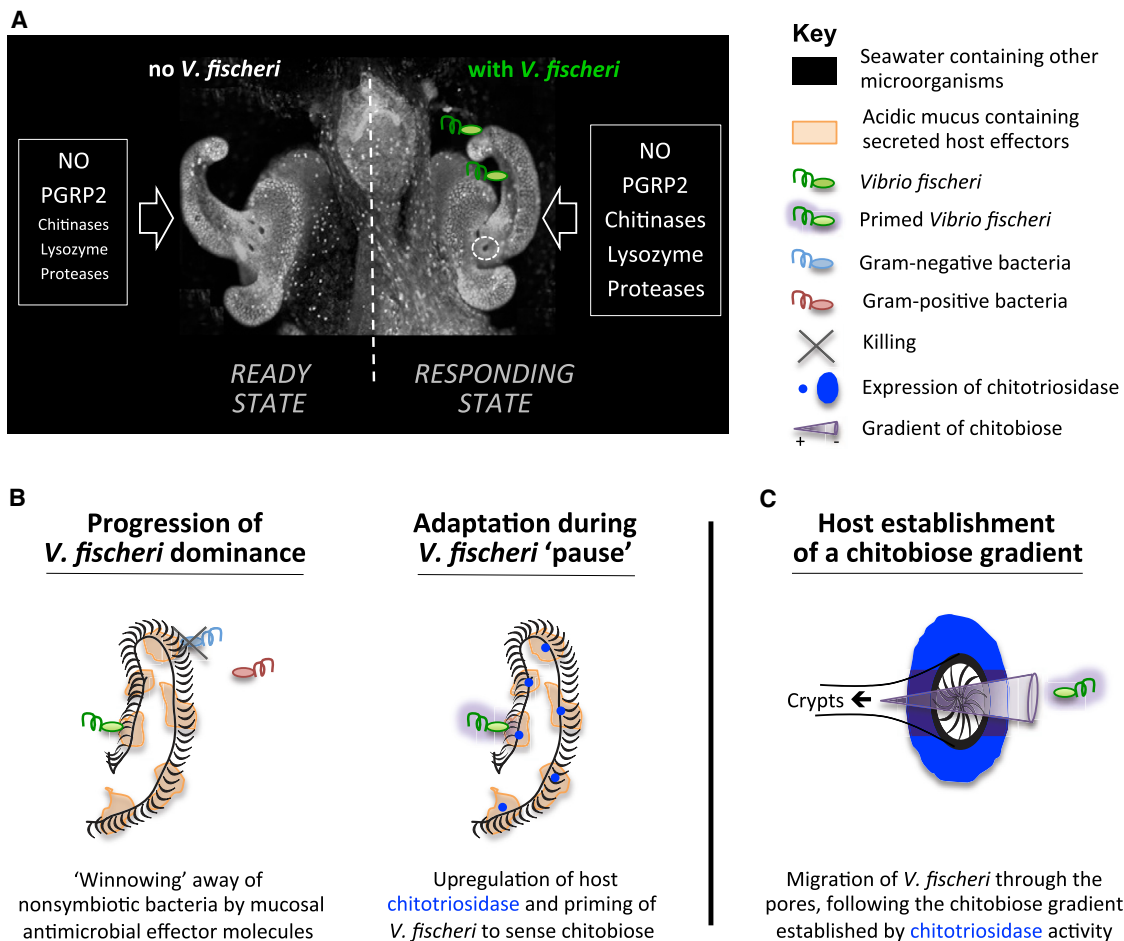 A
no V. fischeri
with V. fischeri
NO
PGRP2
Chitinases
Lysozyme
Proteases
NO
PGRP2
Chitinases
Lysozyme
Proteases
READY
STATE
RESPONDING
STATE
Key
Seawater containing other
microorganisms
Acidic mucus containing
secreted host effectors
Vibrio fischeri
Primed Vibrio fischeri
Gram-negative bacteria
Gram-positive bacteria
Killing
Expression of chitotriosidase
Gradient of chitobiose
+ -
B
Progression of
V. fischeri dominance
'Winnowing' away of
nonsymbiotic bacteria by mucosal
antimicrobial effector molecules
Adaptation during
V. fischeri 'pause'
Upregulation of host
chitotriosidase and priming of
V. fischeri to sense chitobiose
C
Host establishment
of a chitobiose gradient
Crypts
Migration of V. fischeri through the
pores, following the chitobiose gradient
established by chitotriosidase activity